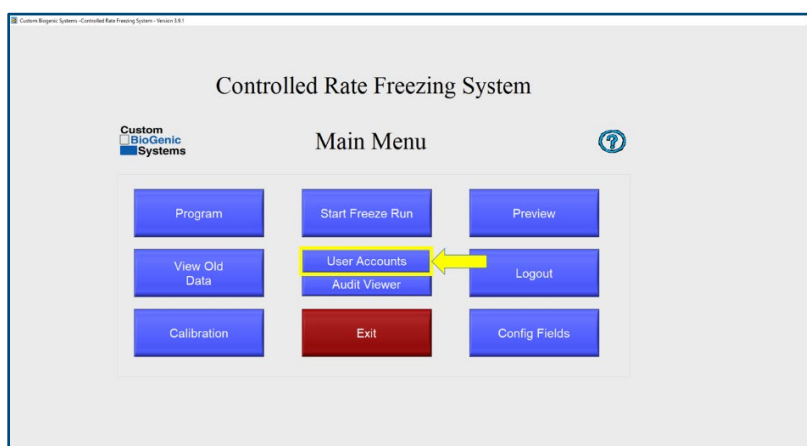 Custom Biogenic Systems -Controlled Rate Freezing System - Version 3.9.1
Controlled Rate Freezing System
Custom
BioGenic
Systems
Main Menu
?
Program
Start Freeze Run
Preview
View Old
Data
User Accounts
Audit Viewer
Logout
Calibration
Exit
Config Fields